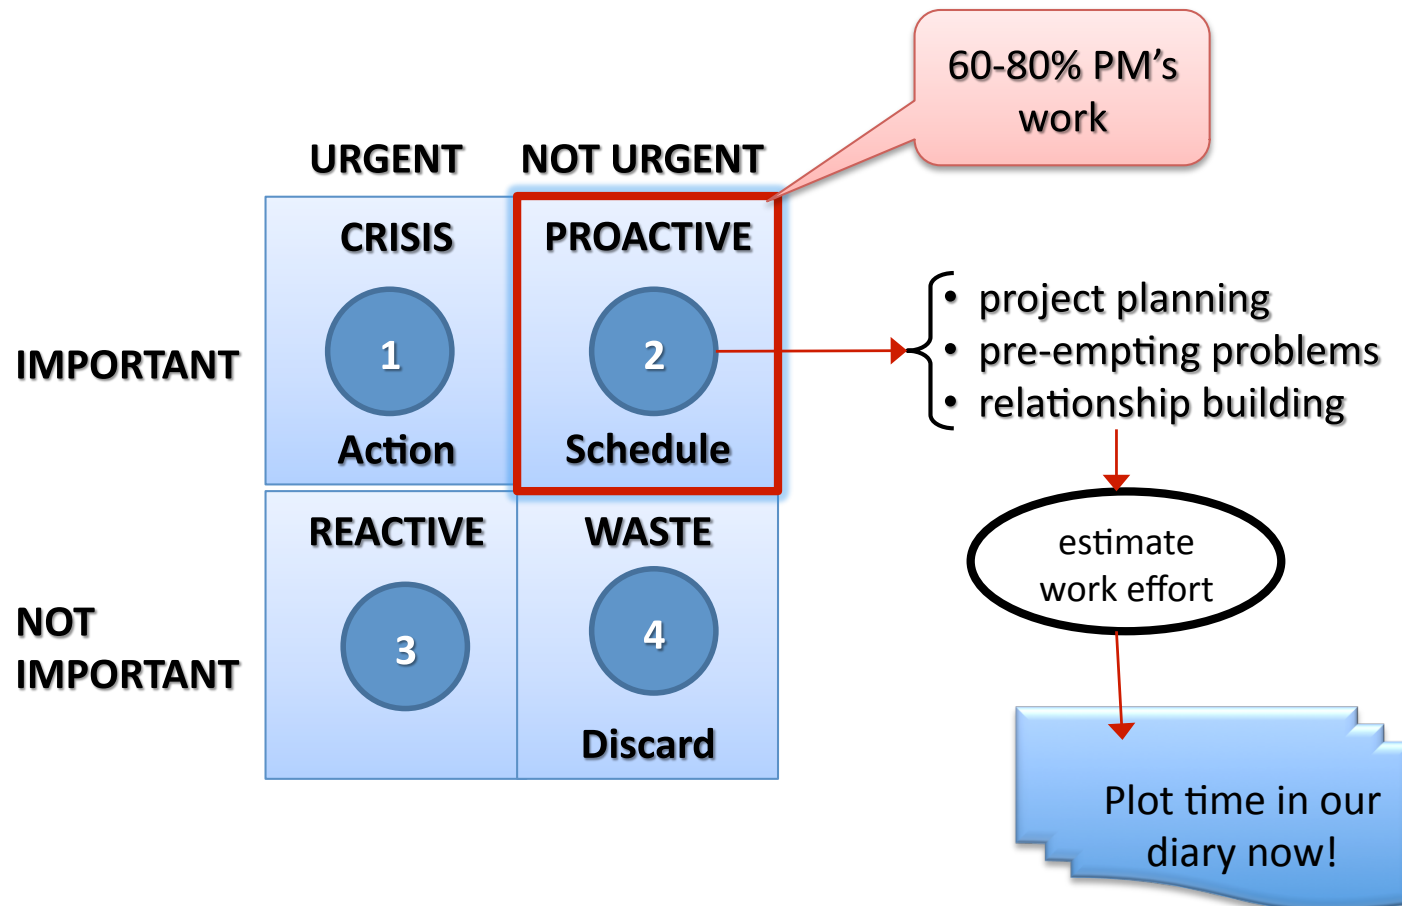 60-80% PM’s
work
URGENT
NOT URGENT
CRISIS
PROACTIVE
IMPORTANT
1
2
Action
Schedule
• project planning
• pre-empting problems
• relationship building
REACTIVE
WASTE
NOT
IMPORTANT
3
4
Discard
estimate
work effort
Plot time in our
diary now!